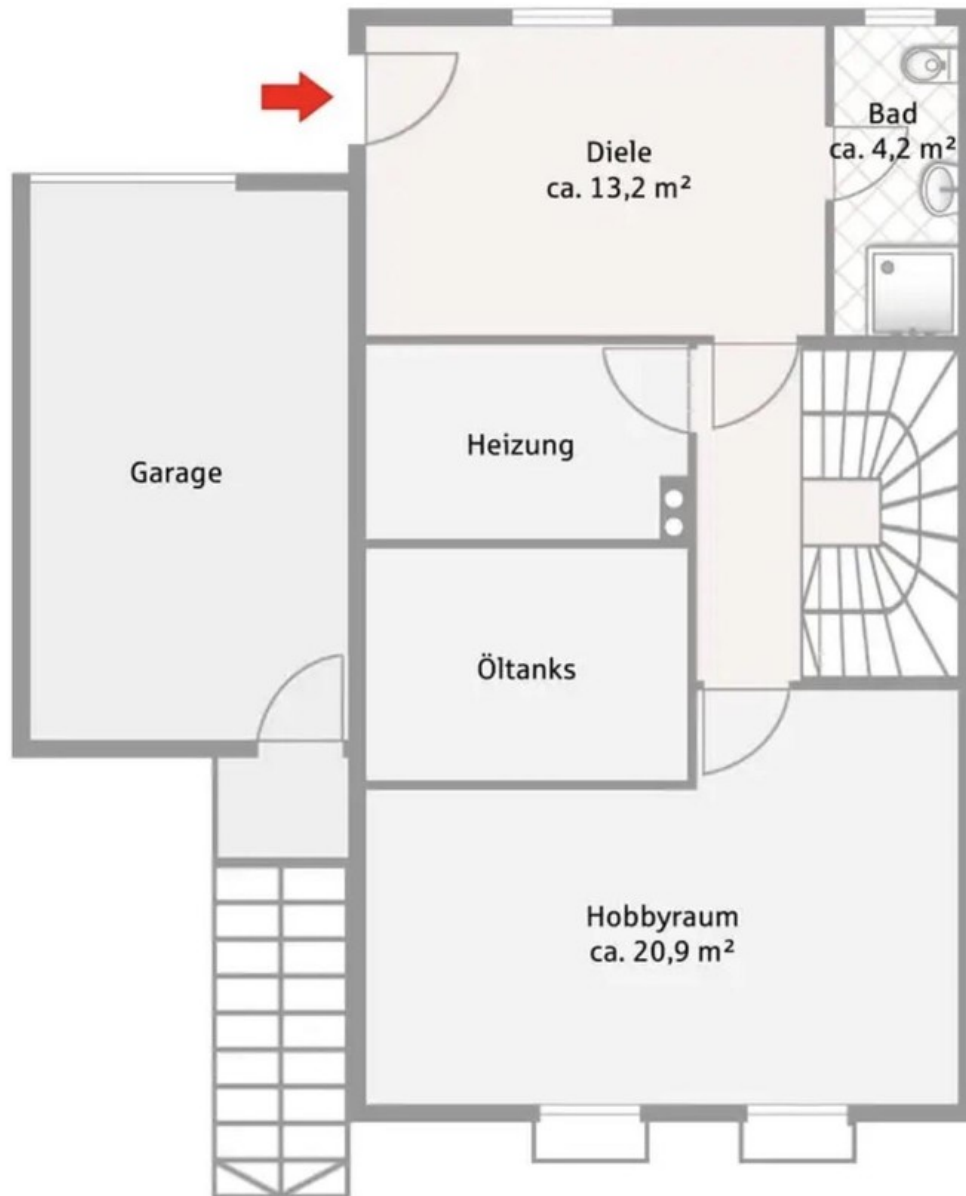 Diele
ca. 13,2 m²
Bad
ca. 4,2 m²
Garage
Heizung
Öltanks
Hobbyraum
ca. 20,9 m²